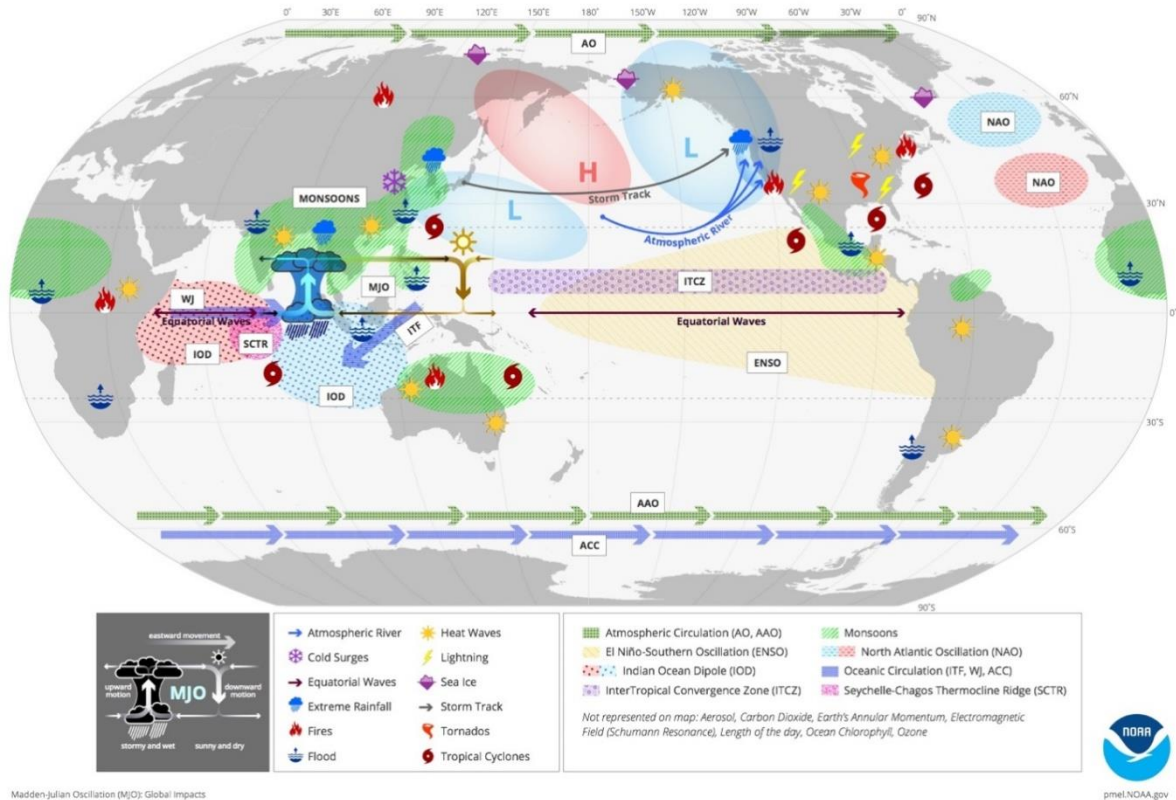 0° 30°E 60°E 90°E 120°E 150°E 180° 150°W 120°W 90°W 60°W 30°W 0°
90°N
AO
60°N
NAO
L
H
NAO
Storm Track
MONSOONS
30°N
L
Atmospheric River
ITCZ
MJO
WJ
Equatorial Waves
Equatorial Waves
0°
ITF
SCTR
IOD
ENSO
IOD
30°S
AAO
60°S
ACC
90°S
eastward movement
upward motion
MJO
downward motion
stormy and wet
sunny and dry
Atmospheric River
Cold Surges
Equatorial Waves
Extreme Rainfall
Fires
Flood
Heat Waves
Lightning
Sea Ice
Storm Track
Tornados
Tropical Cyclones
Atmospheric Circulation (AO, AAO)
El Niño-Southern Oscillation (ENSO)
Indian Ocean Dipole (IOD)
InterTropical Convergence Zone (ITCZ)
Monsoons
North Atlantic Oscillation (NAO)
Oceanic Circulation (ITF, WJ, ACC)
Seychelle-Chagos Thermocline Ridge (SCTR)
Not represented on map: Aerosol, Carbon Dioxide, Earth's Annular Momentum, Electromagnetic
Field (Schumann Resonance), Length of the day, Ocean Chlorophyll, Ozone
NOAA
Madden-Julian Oscillation (MJO): Global Impacts
pmel.NOAA.gov